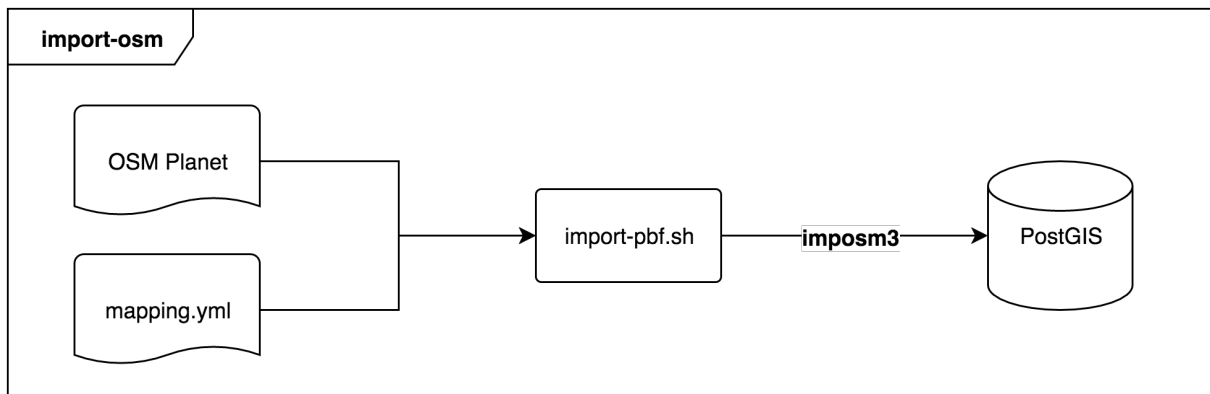 import-osm
OSM Planet
mapping.yml
import-pbf.sh
imposm3
PostGIS